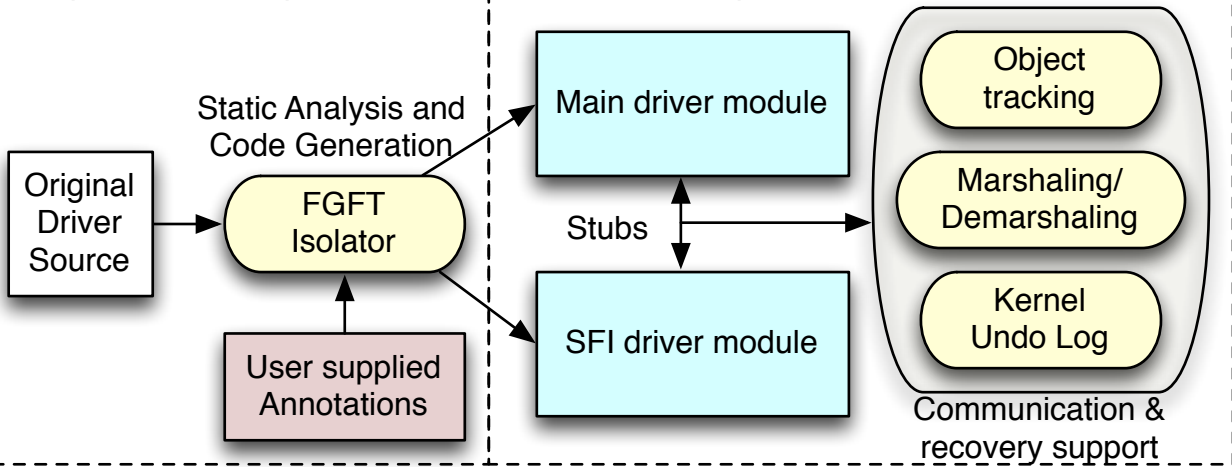 Original
Driver
Source
Static Analysis and
Code Generation
FGFT
Isolator
User supplied
Annotations
Main driver module
Stubs
SFI driver module
Object
tracking
Marshaling/
Demarshaling
Kernel
Undo Log
Communication &
recovery support